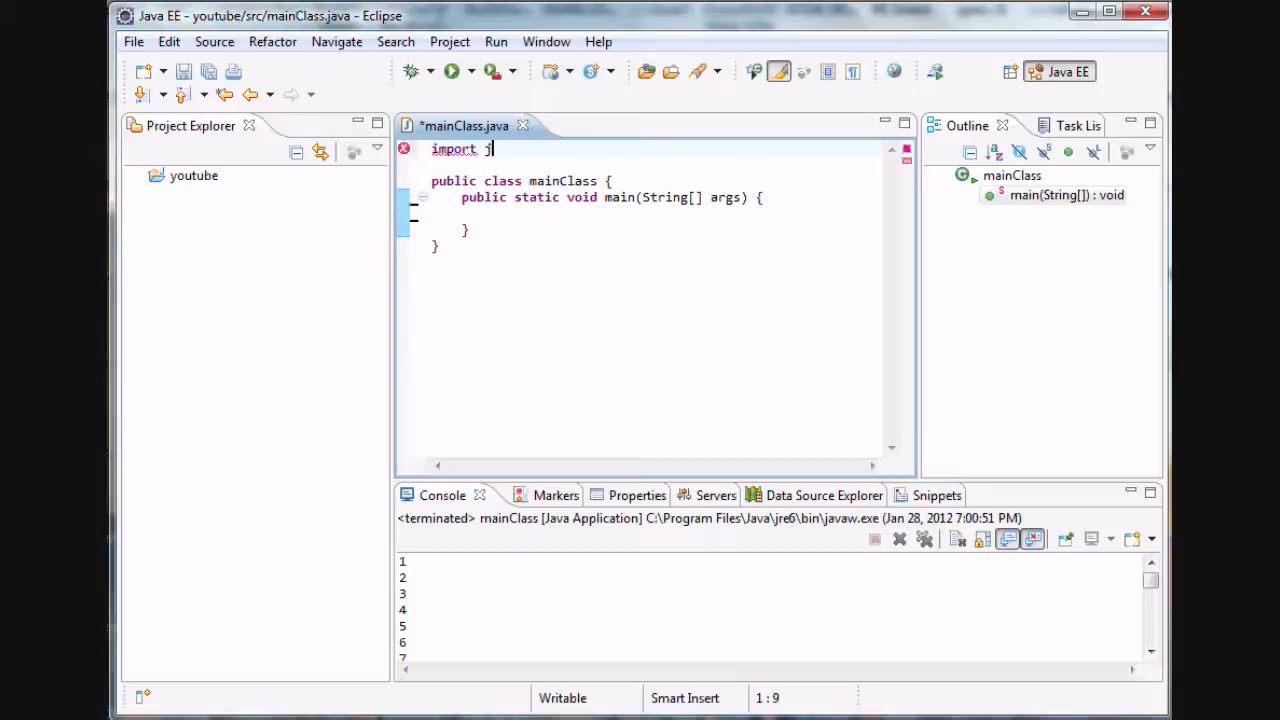 Java EE - youtube/src/mainClass.java - Eclipse
File Edit Source Refactor Navigate Search Project Run Window Help
Java EE
Project Explorer
youtube
*mainClass.java
import j
public class mainClass {
public static void main(String[] args) {
}
}
Outline Task Lis
mainClass
main(String[]) : void
Console Markers Properties Servers Data Source Explorer Snippets
<terminated> mainClass [Java Application] C:\Program Files\Java\jre6\bin\javaw.exe (Jan 28, 2012 7:00:51 PM)
1
2
3
4
5
6
7
Writable Smart Insert 1 : 9